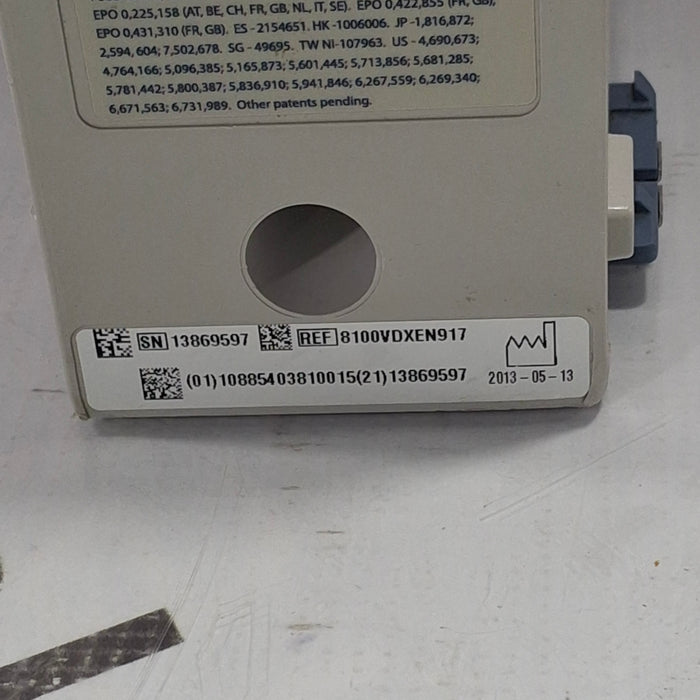 EPO 0,225,158 (AT, BE, CH, FR, GB, NL, IT, SE). EPO 0,422,855 (FR, GB),
EPO 0,431,310 (FR, GB). ES - 2154651. HK -1006006. JP -1,816,872;
2,594, 604; 7,502,678. SG - 49695. TW NI-107963. US - 4,690,673;
4,764,166; 5,096,385; 5,165,873; 5,601,445; 5,713,856; 5,681,285;
5,781,442; 5,800,387; 5,836,910; 5,941,846; 6,267,559; 6,269,340;
6,671,563; 6,731,989. Other patents pending.
SN 13869597 REF 8100VDXEN917
(01)10885403810015(21)13869597 2013-05-13